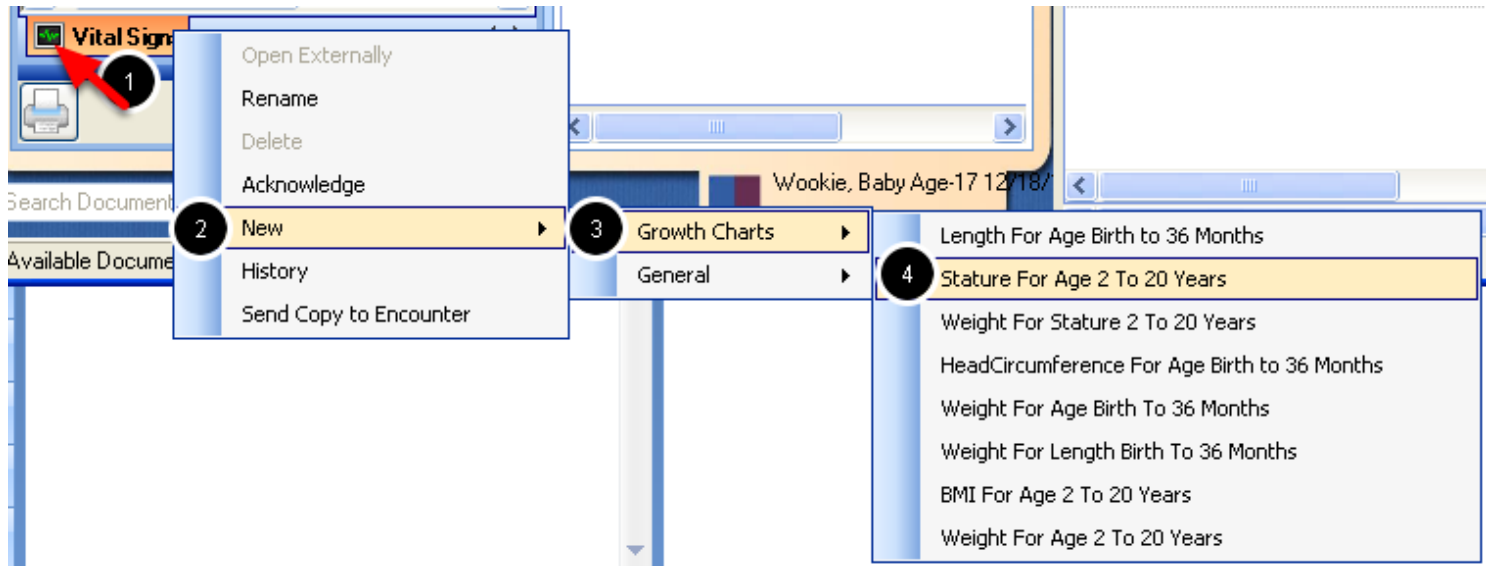 Vital Signs
1
Open Externally
Rename
Delete
Acknowledge
Wookie, Baby Age-17 12/18/
Search Document
2 New
3 Growth Charts
Length For Age Birth to 36 Months
Available Docume
History
General
4 Stature For Age 2 To 20 Years
Send Copy to Encounter
Weight For Stature 2 To 20 Years
HeadCircumference For Age Birth to 36 Months
Weight For Age Birth To 36 Months
Weight For Length Birth To 36 Months
BMI For Age 2 To 20 Years
Weight For Age 2 To 20 Years